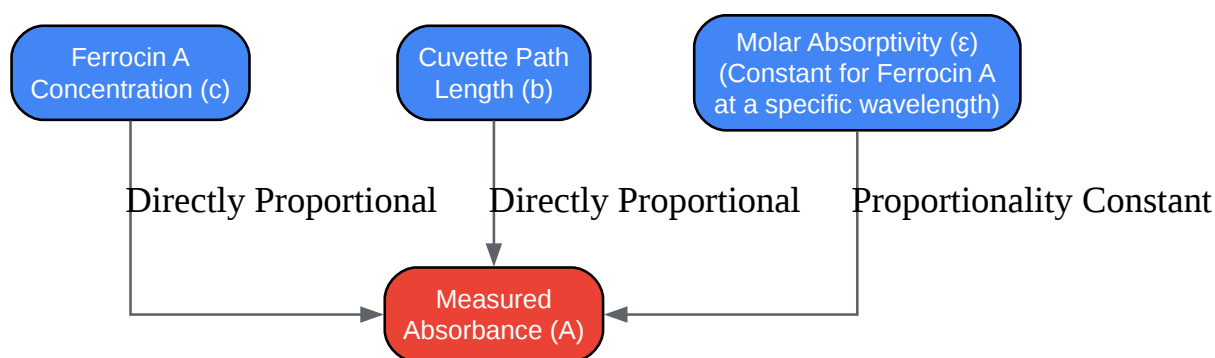 Ferrocin A
Concentration (c)
Cuvette Path
Length (b)
Molar Absorptivity (ε)
(Constant for Ferrocin A
at a specific wavelength)
Directly Proportional
Directly Proportional
Proportionality Constant
Measured
Absorbance (A)